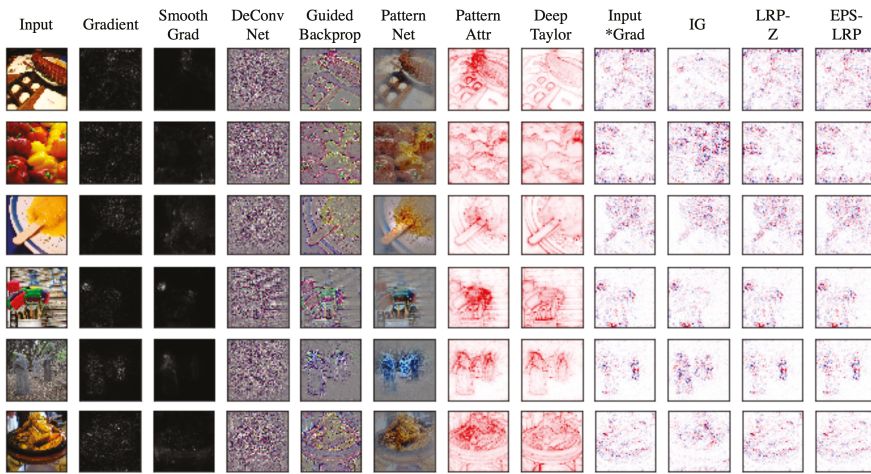 Input Gradient Smooth Grad DeConv Net Guided Backprop Pattern Net Pattern Attr Deep Taylor Input *Grad IG LRP- Z EPS- LRP